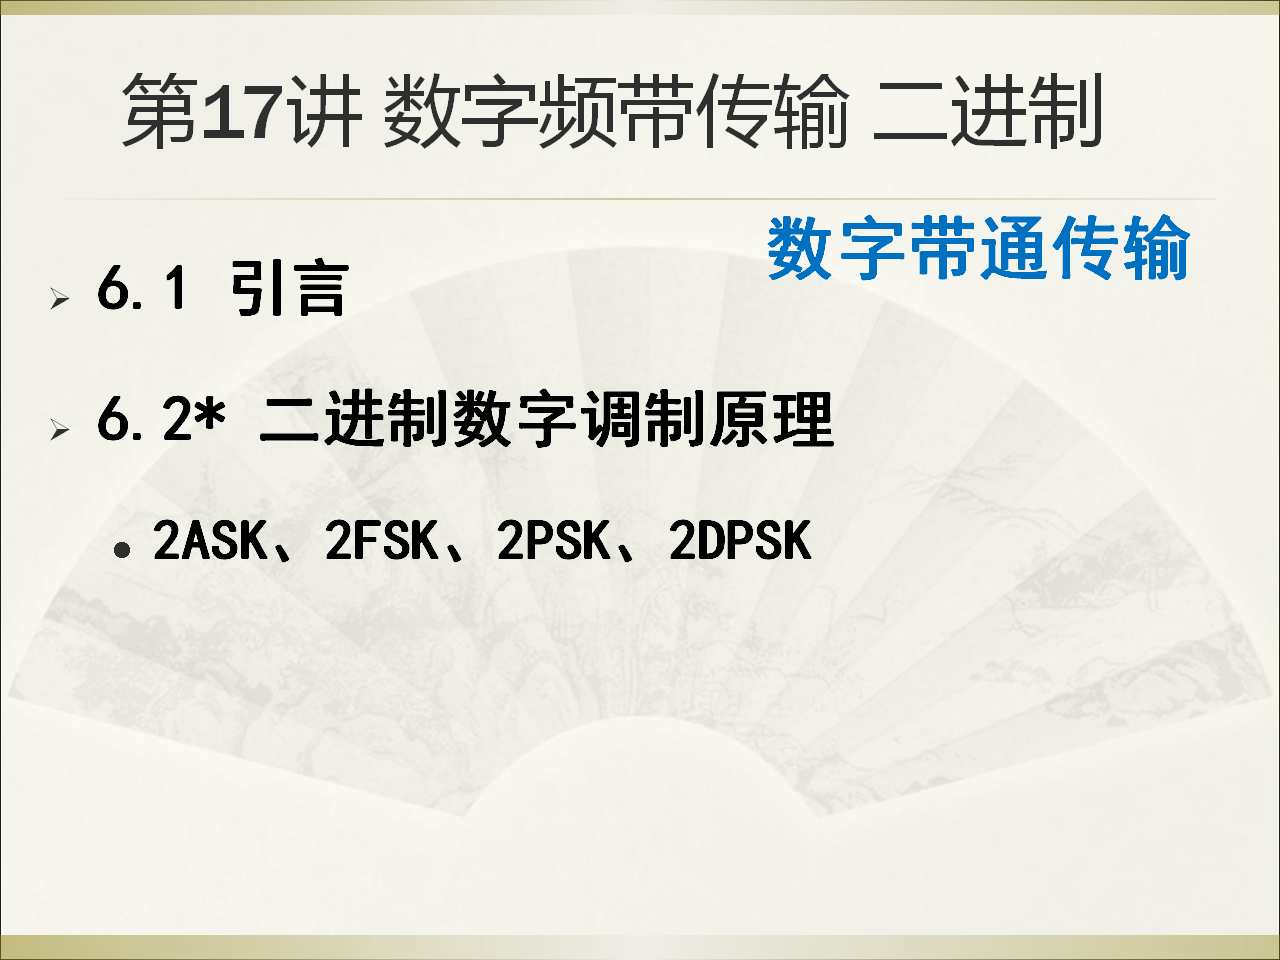 第17讲 数字频带传输 二进制
数字带通传输
6.1 引言
6.2* 二进制数字调制原理
2ASK、2FSK、2PSK、2DPSK